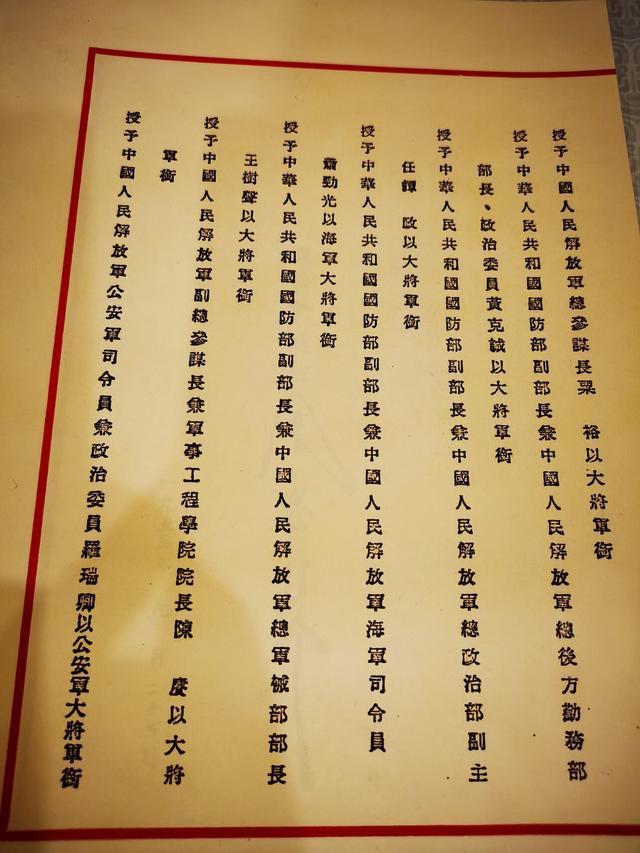 授予中國人民解放軍總參謀長粟 裕以大將軍銜
授予中華人民共和國國防部副部長兼中國人民解放軍總後方勤務部
部長、政治委員黃克誠以大將軍銜
授予中華人民共和國國防部副部長兼中國人民解放軍總政治部副主
任譚 政以大將軍銜
授予中華人民共和國國防部副部長兼中國人民解放軍海軍司令員
蕭勁光以海軍大將軍銜
授予中華人民共和國國防部副部長兼中國人民解放軍總軍械部部長
王樹聲以大將軍銜
授予中國人民解放軍副總參謀長兼軍事工程學院院長陳 賡以大將
軍銜
授予中國人民解放軍公安軍司令員兼政治委員羅瑞卿以公安軍大將軍銜